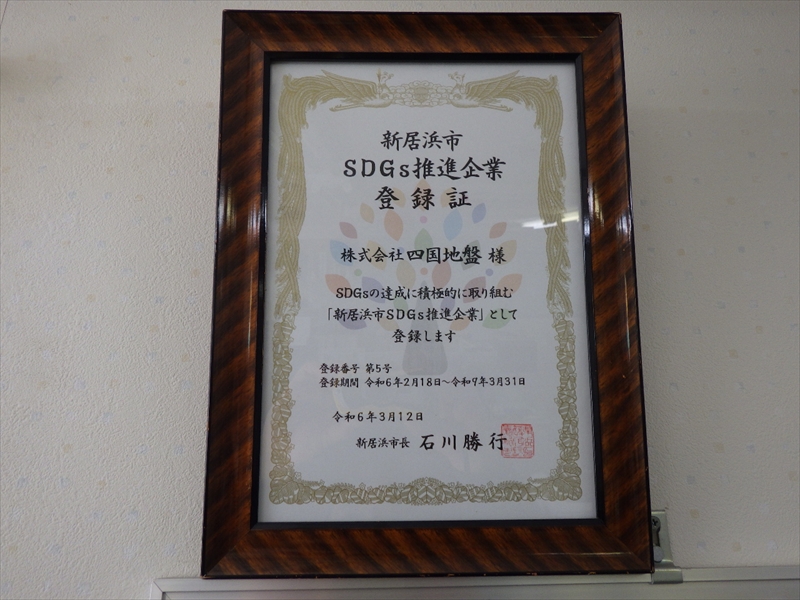 新居浜市
SDGs推進企業
登録証
株式会社 四国地盤 様
SDGsの達成に積極的に取り組む
「新居浜市SDGs推進企業」として
登録します
登録番号 第5号
登録期間 令和6年2月18日～令和9年3月31日
令和6年3月12日
新居浜市長 石川勝行